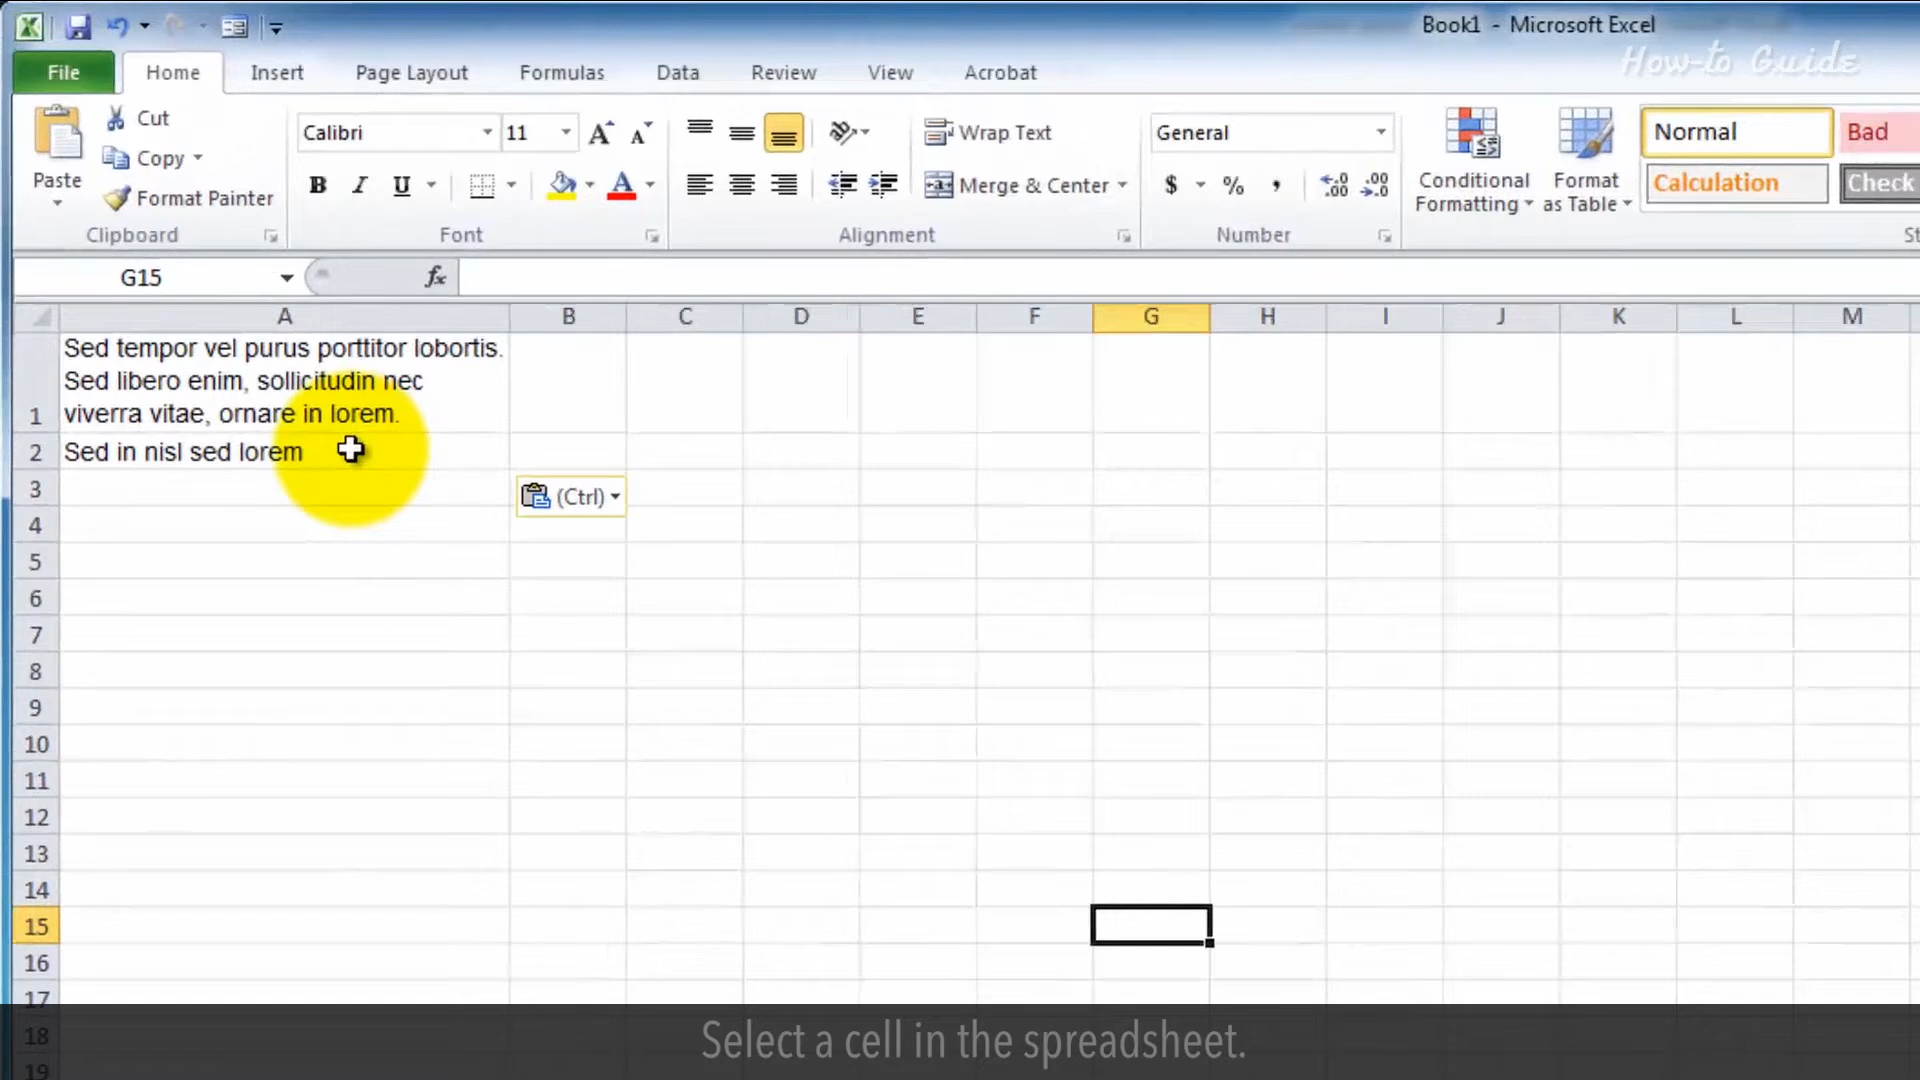 Book1 - Microsoft Excel
How-to Guide
File Home Insert Page Layout Formulas Data Review View Acrobat
Paste
Cut
Copy
Format Painter
Clipboard
Calibri 11
B I U A
Font
Wrap Text
Merge & Center
Alignment
General
$ % , .00 .00
Number
Conditional Formatting
Format as Table
Normal Bad
Calculation Check
St
G15 fx
A B C D E F G H I J K L M
1 Sed tempor vel purus porttitor lobortis.
Sed libero enim, sollicitudin nec
viverra vitae, ornare in lorem.
2 Sed in nisl sed lorem
3
(Ctrl)
4
5
6
7
8
9
10
11
12
13
14
15
16
17
18
19
Select a cell in the spreadsheet.